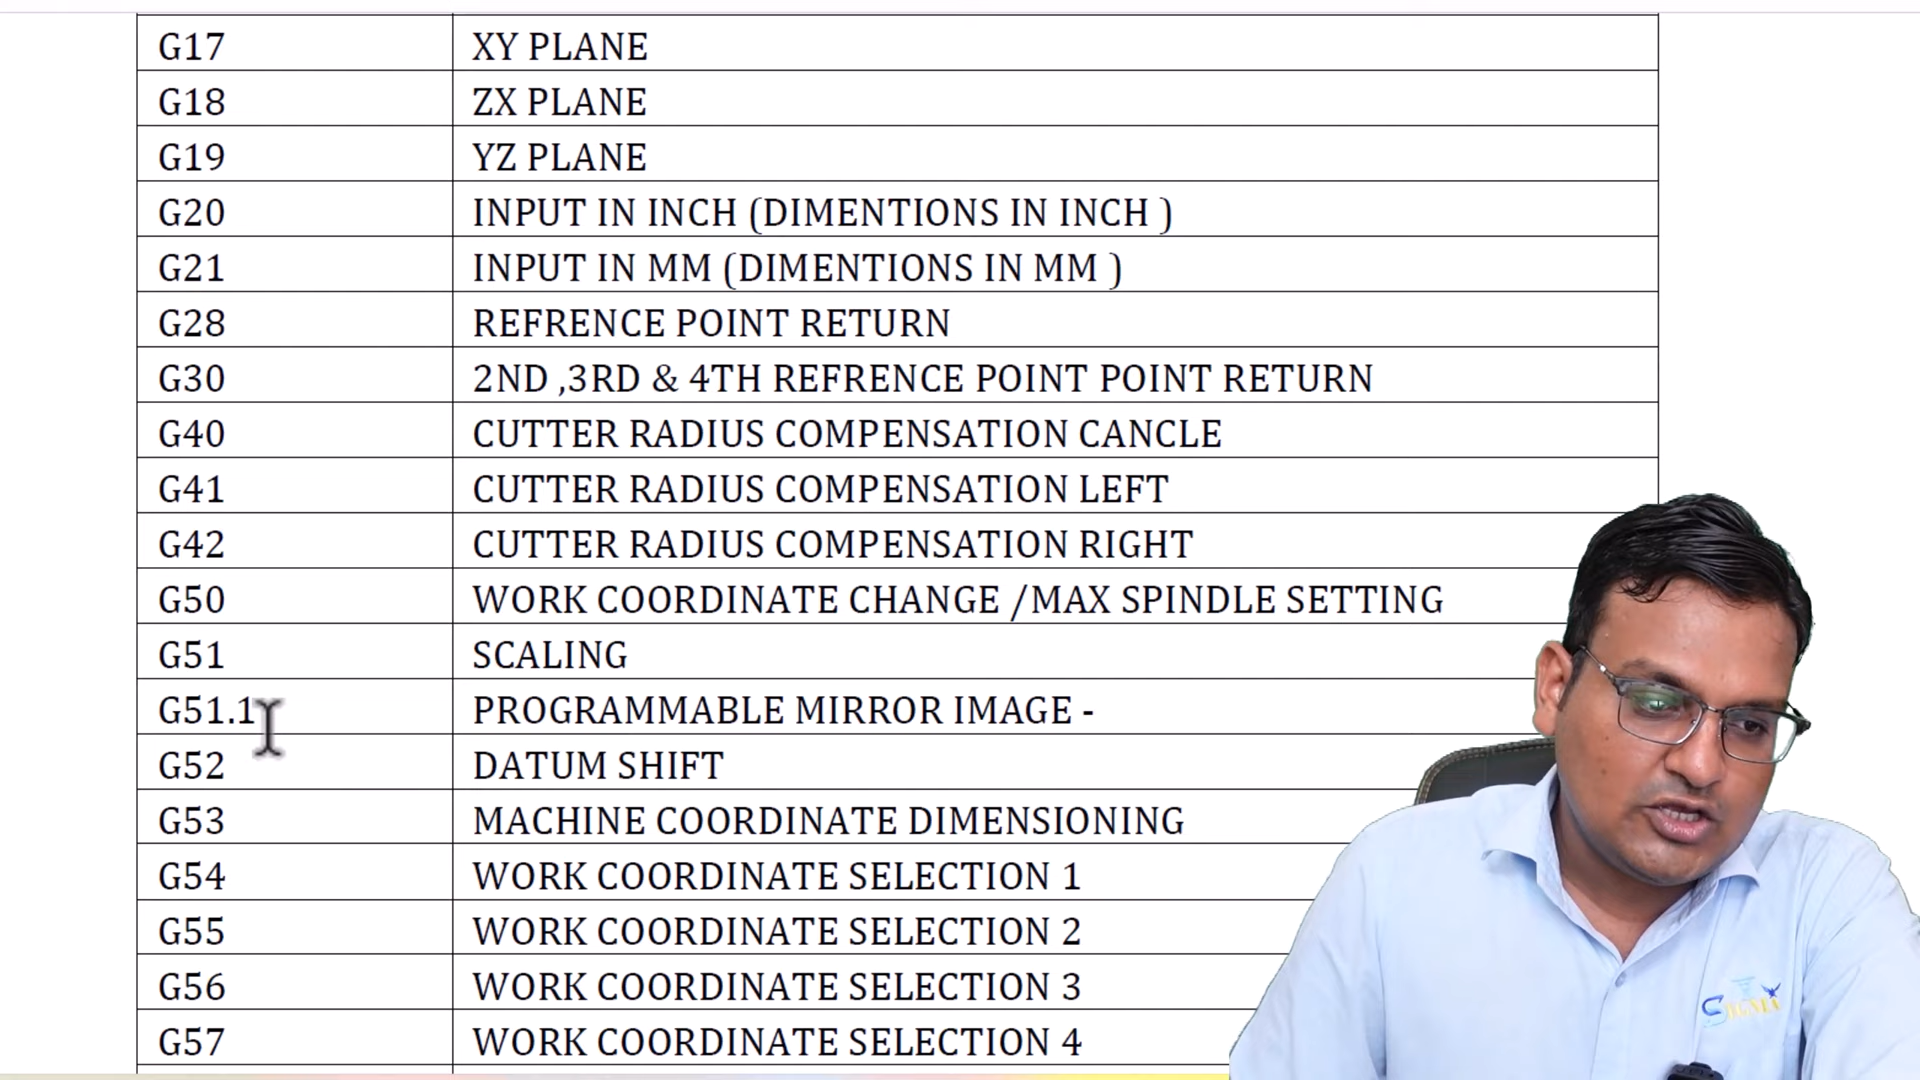 G17 XY PLANE
G18 ZX PLANE
G19 YZ PLANE
G20 INPUT IN INCH (DIMENTIONS IN INCH )
G21 INPUT IN MM (DIMENTIONS IN MM )
G28 REFRENCE POINT RETURN
G30 2ND ,3RD & 4TH REFRENCE POINT POINT RETURN
G40 CUTTER RADIUS COMPENSATION CANCLE
G41 CUTTER RADIUS COMPENSATION LEFT
G42 CUTTER RADIUS COMPENSATION RIGHT
G50 WORK COORDINATE CHANGE /MAX SPINDLE SETTING
G51 SCALING
G51.1 PROGRAMMABLE MIRROR IMAGE -
G52 DATUM SHIFT
G53 MACHINE COORDINATE DIMENSIONING
G54 WORK COORDINATE SELECTION 1
G55 WORK COORDINATE SELECTION 2
G56 WORK COORDINATE SELECTION 3
G57 WORK COORDINATE SELECTION 4
SIGMA